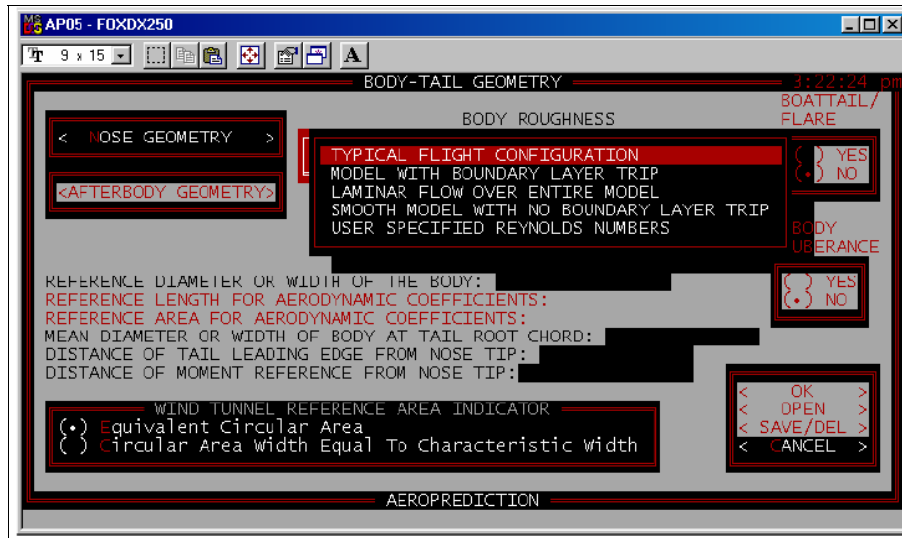 AP05 - FOXDX250
9 x 15
A
BODY-TAIL GEOMETRY
3:22:24 pm
BOATTAIL/
FLARE
BODY ROUGHNESS
< NOSE GEOMETRY >
( ) YES
(•) NO
TYPICAL FLIGHT CONFIGURATION
MODEL WITH BOUNDARY LAYER TRIP
LAMINAR FLOW OVER ENTIRE MODEL
SMOOTH MODEL WITH NO BOUNDARY LAYER TRIP
USER SPECIFIED REYNOLDS NUMBERS
<AFTERBODY GEOMETRY>
BODY
UBERANCE
( ) YES
(•) NO
REFERENCE DIAMETER OR WIDTH OF THE BODY:
REFERENCE LENGTH FOR AERODYNAMIC COEFFICIENTS:
REFERENCE AREA FOR AERODYNAMIC COEFFICIENTS:
MEAN DIAMETER OR WIDTH OF BODY AT TAIL ROOT CHORD:
DISTANCE OF TAIL LEADING EDGE FROM NOSE TIP:
DISTANCE OF MOMENT REFERENCE FROM NOSE TIP:
WIND TUNNEL REFERENCE AREA INDICATOR
(•) Equivalent Circular Area
( ) Circular Area Width Equal To Characteristic Width
< OK >
< OPEN >
< SAVE/DEL >
< CANCEL >
AEROPREDICTION